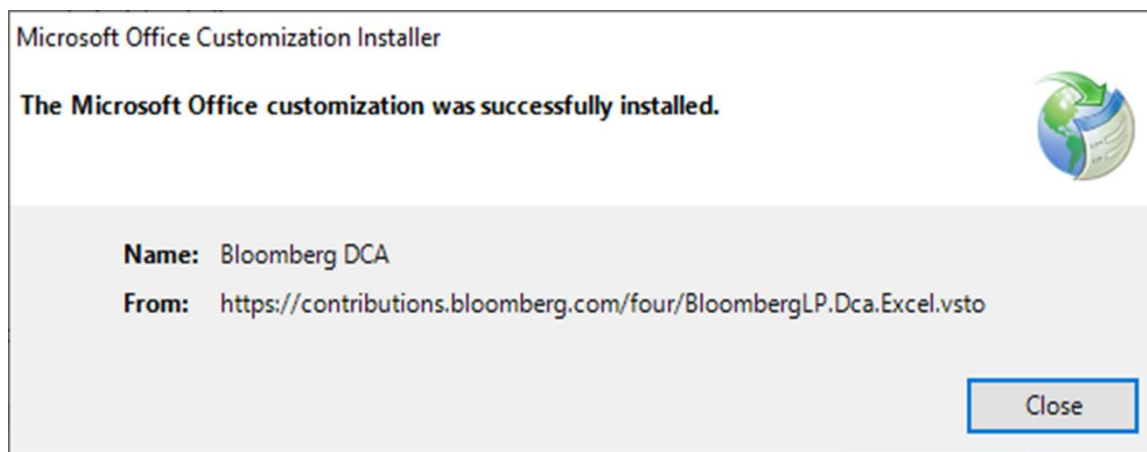 Microsoft Office Customization Installer
The Microsoft Office customization was successfully installed.
Name: Bloomberg DCA
From: https://contributions.bloomberg.com/four/BloombergLP.Dca.Excel.vsto
Close